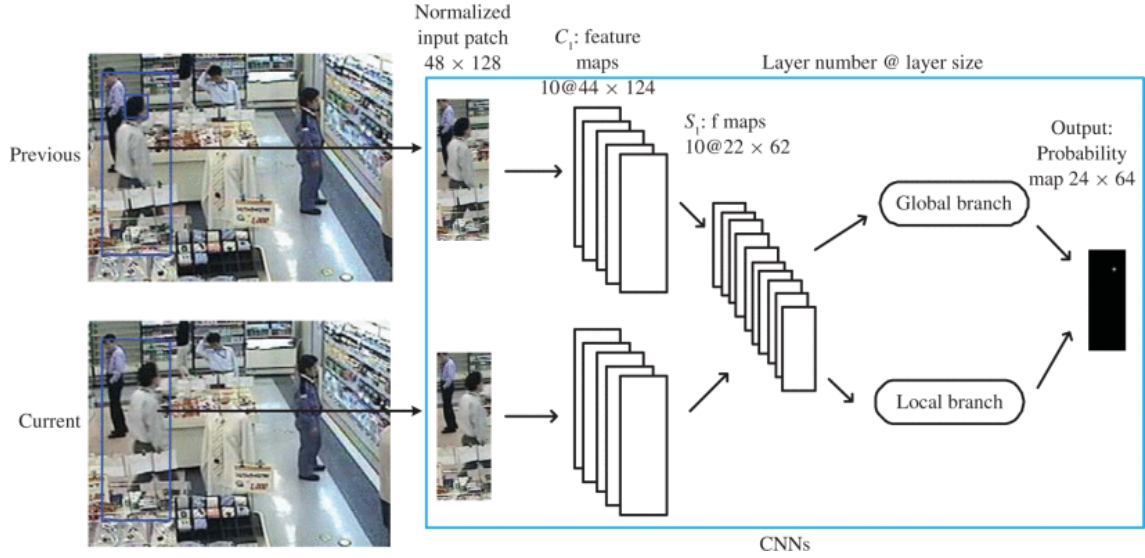 Normalized
input patch
48 × 128
C₁: feature
maps
10@44 × 124
Layer number @ layer size
S₁: f maps
10@22 × 62
Output:
Probability
map 24 × 64
Previous
Global branch
Current
Local branch
CNNs